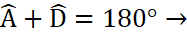 Â + D̂ = 180° →